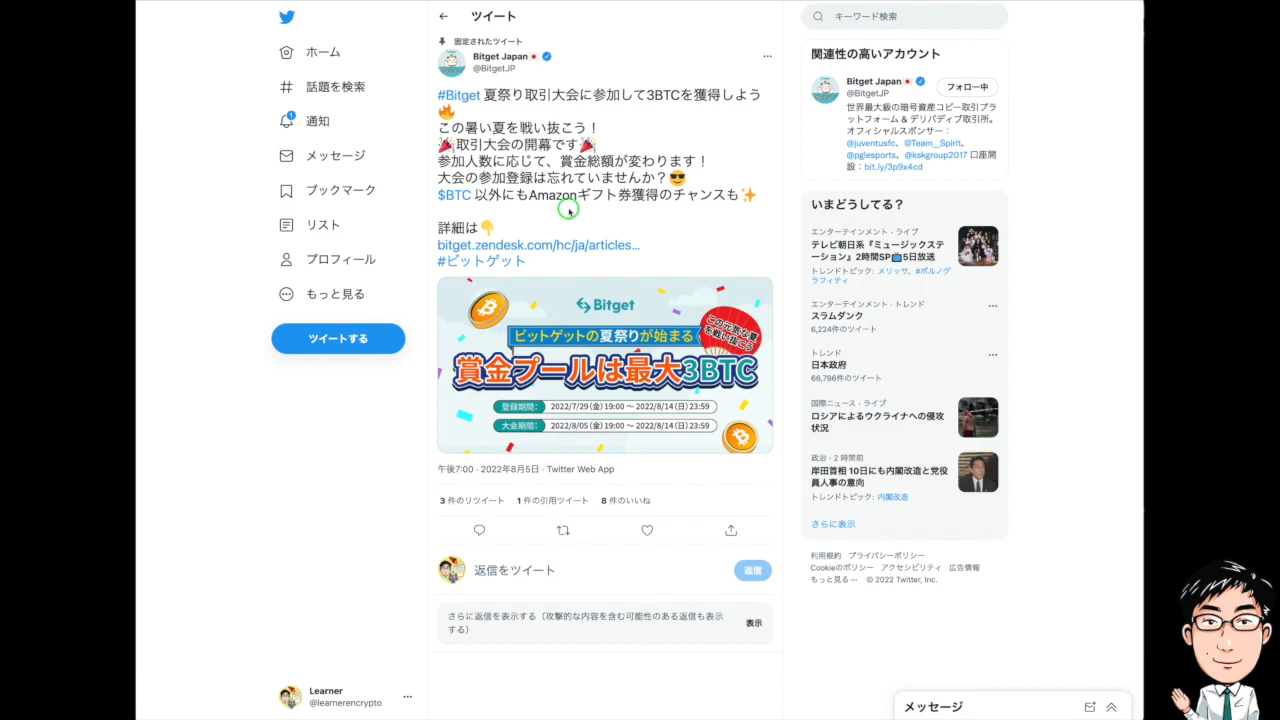 ホーム
話題を検索
1
通知
メッセージ
ブックマーク
リスト
プロフィール
もっと見る
ツイートする
Learner
@learnerencrypto
ツイート
固定されたツイート
Bitget Japan
@BitgetJP
#Bitget 夏祭り取引大会に参加して3BTCを獲得しよう
🔥
この暑い夏を戦い抜こう！
🎉取引大会の開幕です🎉
参加人数に応じて、賞金総額が変わります！
大会の参加登録は忘れていませんか？😎
$BTC 以外にもAmazonギフト券獲得のチャンスも✨
詳細は👇
bitget.zendesk.com/hc/ja/articles...
#ビットゲット
Bitget
ビットゲットの夏祭りが始まる
この元気な夏
を戦い抜こう
賞金プールは最大3BTC
登録期間： 2022/7/29(金)19:00～2022/8/14(日)23:59
大会期間： 2022/8/05(金)19:00～2022/8/14(日)23:59
午後7:00 · 2022年8月5日 · Twitter Web App
3 件のリツイート 1 件の引用ツイート 8 件のいいね
返信をツイート
返信
さらに返信を表示する（攻撃的な内容を含む可能性のある返信も表示
する）
表示
キーワード検索
関連性の高いアカウント
Bitget Japan
@BitgetJP
フォロー中
世界最大級の暗号資産コピー取引プラ
ットフォーム & デリバティブ取引所。
オフィシャルスポンサー：
@juventusfc、@Team__Spirit、
@pglesports、@kskgroup2017 口座開
設：bit.ly/3p9x4cd
いまどうしてる？
エンターテインメント · ライブ
テレビ朝日系『ミュージックステ
ーション』2時間SP📺5日放送
トレンドトピック: メリッサ、#ポルノグ
ラフィティ
エンターテインメント · トレンド
スラムダンク
6,224件のツイート
トレンド
日本政府
66,796件のツイート
国際ニュース · ライブ
ロシアによるウクライナへの侵攻
状況
政治 · 2 時間前
岸田首相 10日にも内閣改造と党役
員人事の意向
トレンドトピック: 内閣改造
さらに表示
利用規約 プライバシーポリシー
Cookieのポリシー アクセシビリティ 広告情報
もっと見る… © 2022 Twitter, Inc.
メッセージ